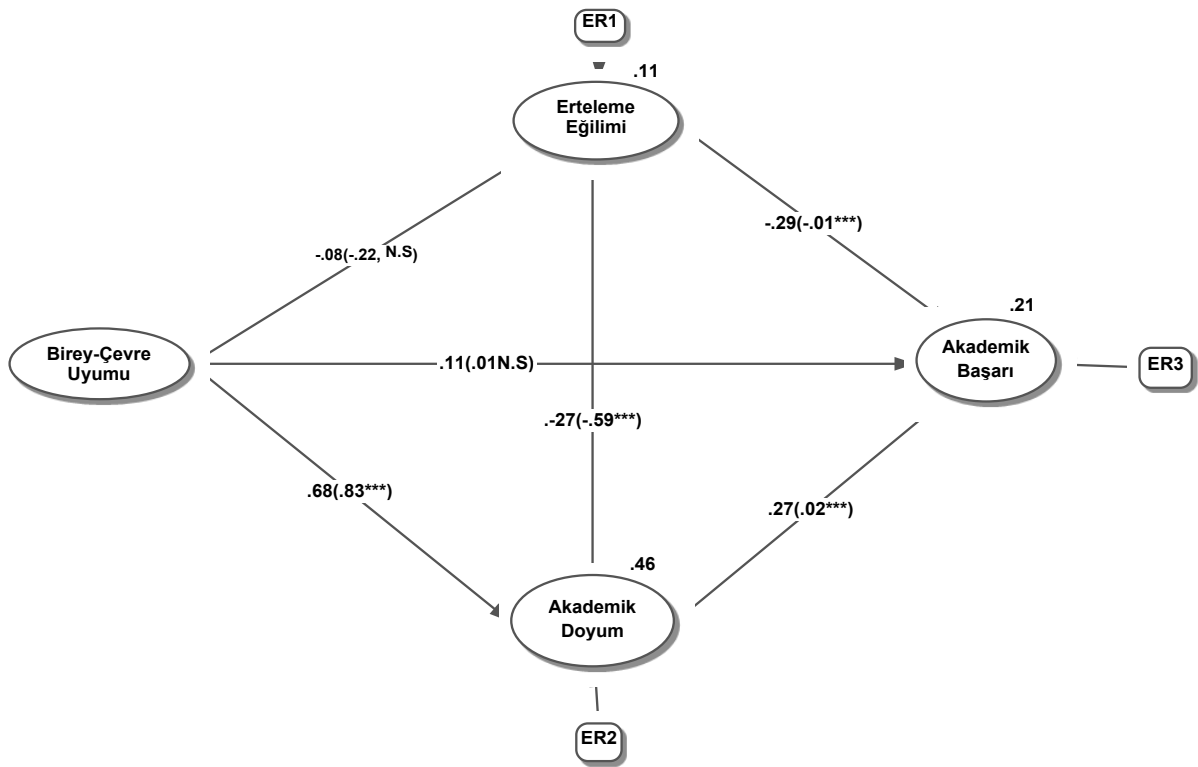 ER1
.11
Erteleme
Eğilimi
-.29(-.01***)
-.08(-.22, N.S)
.21
Birey-Çevre
Uyumu
.11(.01N.S)
Akademik
Başarı
ER3
.-27(-.59***)
.68(.83***)
.27(.02***)
.46
Akademik
Doyum
ER2